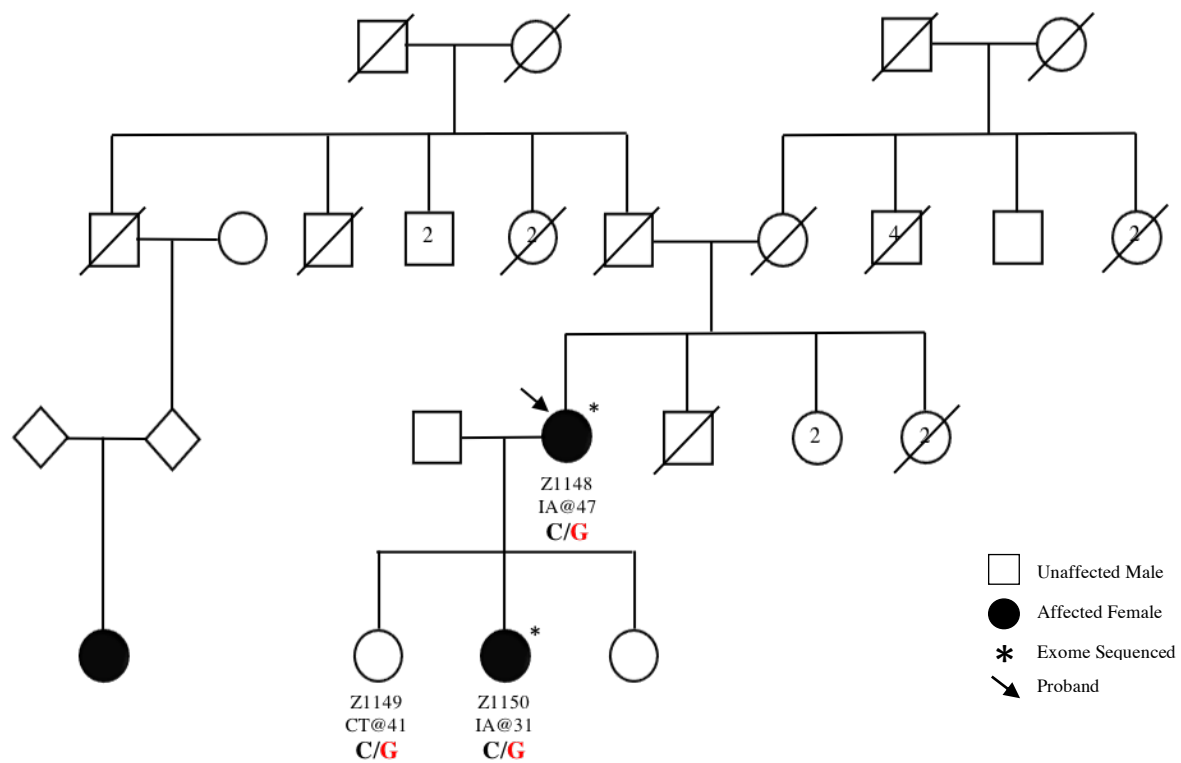 2
2
4
2
*
2
2
Z1148
IA@47
C/G
Unaffected Male
Affected Female
*
* Exome Sequenced
Proband
Z1149
CT@41
C/G
Z1150
IA@31
C/G